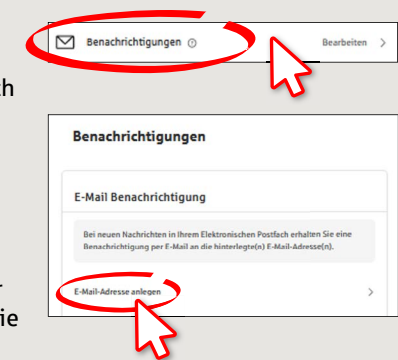 Benachrichtigungen ? Bearbeiten >
ch
Benachrichtigungen
E-Mail Benachrichtigung
Bei neuen Nachrichten in Ihrem Elektronischen Postfach erhalten Sie eine
Benachrichtigung per E-Mail an die hinterlegte(n) E-Mail-Adresse(n).
E-Mail-Adresse anlegen >
ie